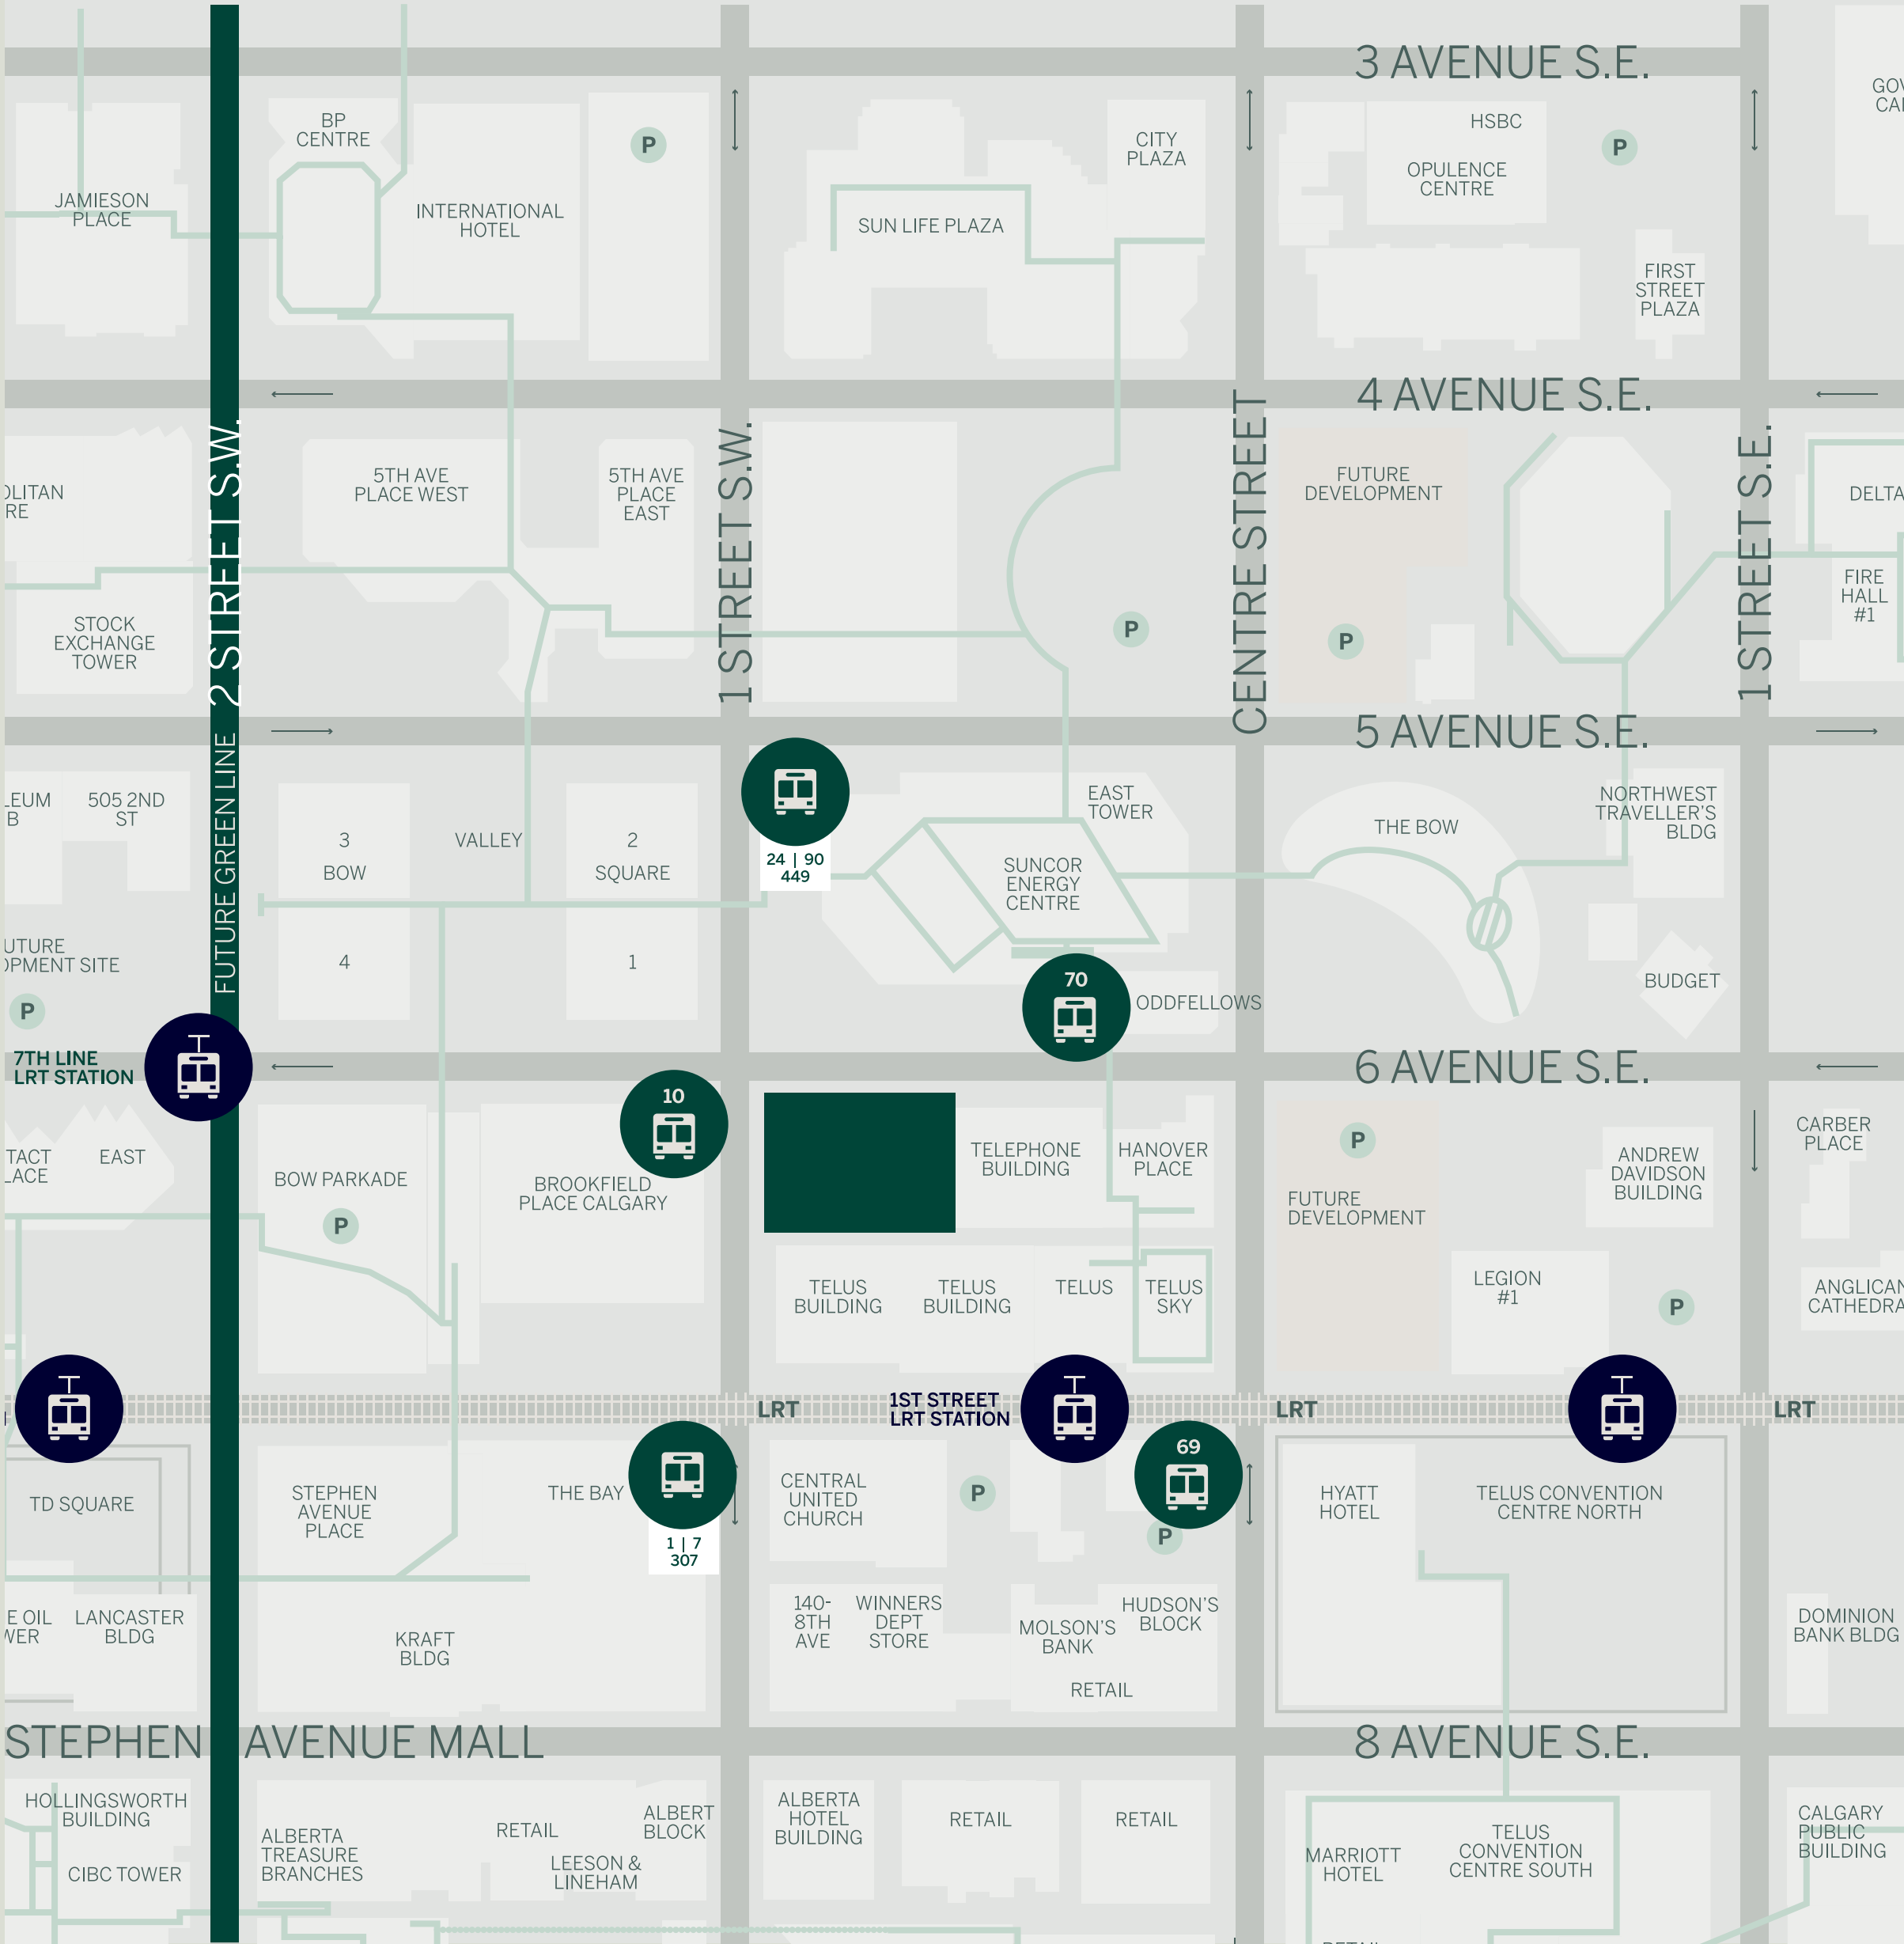 3 AVENUE S.E.
BP
CENTRE
P
CITY
PLAZA
HSBC
P
OPULENCE
CENTRE
JAMIESON
PLACE
INTERNATIONAL
HOTEL
SUN LIFE PLAZA
FIRST
STREET
PLAZA
4 AVENUE S.E.
2 STREET S.W.
1 STREET S.W.
CENTRE STREET
1 STREET S.E.
5TH AVE
PLACE WEST
5TH AVE
PLACE
EAST
FUTURE
DEVELOPMENT
DELTA
FIRE
HALL
#1
STOCK
EXCHANGE
TOWER
P
P
5 AVENUE S.E.
FUTURE GREEN LINE
505 2ND
ST
3
BOW
VALLEY
2
SQUARE
4
1
24 | 90
449
EAST
TOWER
SUNCOR
ENERGY
CENTRE
THE BOW
NORTHWEST
TRAVELLER'S
BLDG
BUDGET
P
70
ODDFELLOWS
7TH LINE
LRT STATION
6 AVENUE S.E.
10
EAST
BOW PARKADE
P
BROOKFIELD
PLACE CALGARY
TELEPHONE
BUILDING
HANOVER
PLACE
P
FUTURE
DEVELOPMENT
ANDREW
DAVIDSON
BUILDING
CARBER
PLACE
TELUS
BUILDING
TELUS
BUILDING
TELUS
TELUS
SKY
LEGION
#1
P
ANGLICAN
LRT
1ST STREET
LRT STATION
LRT
LRT
69
TD SQUARE
STEPHEN
AVENUE
PLACE
THE BAY
1 | 7
307
CENTRAL
UNITED
CHURCH
P
P
HYATT
HOTEL
TELUS CONVENTION
CENTRE NORTH
LANCASTER
BLDG
KRAFT
BLDG
140-
8TH
AVE
WINNERS
DEPT
STORE
MOLSON'S
BANK
HUDSON'S
BLOCK
RETAIL
DOMINION
BANK BLDG
STEPHEN AVENUE MALL
8 AVENUE S.E.
HOLLINGSWORTH
BUILDING
CIBC TOWER
ALBERTA
TREASURE
BRANCHES
RETAIL
LEESON &
LINEHAM
ALBERT
BLOCK
ALBERTA
HOTEL
BUILDING
RETAIL
RETAIL
MARRIOTT
HOTEL
TELUS
CONVENTION
CENTRE SOUTH
CALGARY
PUBLIC
BUILDING